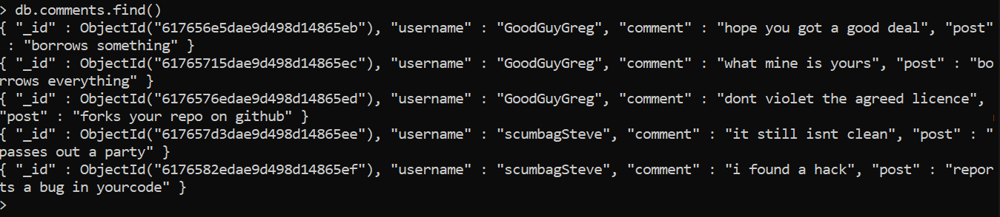 > db.comments.find()
{ "_id" : ObjectId("617656e5dae9d498d14865eb"), "username" : "GoodGuyGreg", "comment" : "hope you got a good deal", "post"
 : "borrows something" }
{ "_id" : ObjectId("61765715dae9d498d14865ec"), "username" : "GoodGuyGreg", "comment" : "what mine is yours", "post" : "bo
rrows everything" }
{ "_id" : ObjectId("6176576edae9d498d14865ed"), "username" : "GoodGuyGreg", "comment" : "dont violet the agreed licence",
"post" : "forks your repo on github" }
{ "_id" : ObjectId("617657d3dae9d498d14865ee"), "username" : "scumbagSteve", "comment" : "it still isnt clean", "post" : "
passes out a party" }
{ "_id" : ObjectId("6176582edae9d498d14865ef"), "username" : "scumbagSteve", "comment" : "i found a hack", "post" : "repor
ts a bug in yourcode" }
>